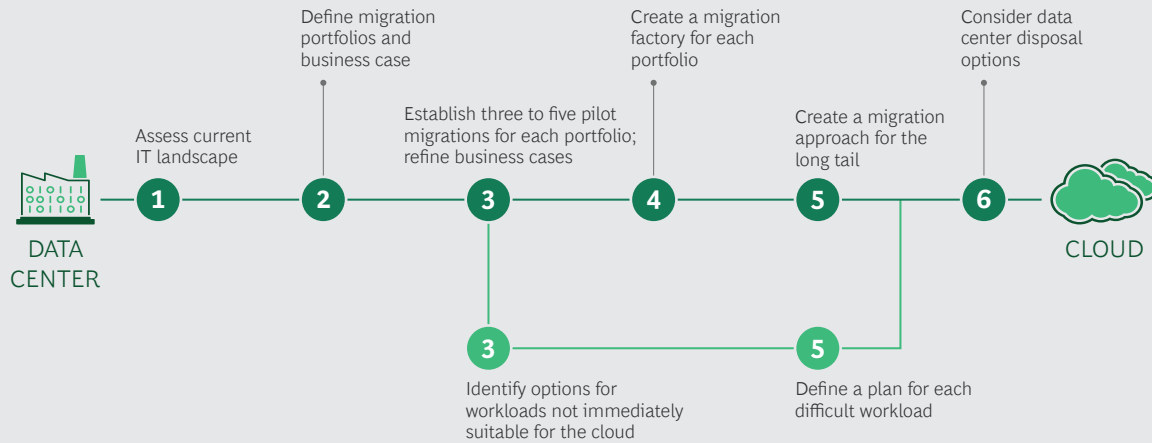 Define migration
portfolios and
business case
Create a migration
factory for each
portfolio
Consider data
center disposal
options
Assess current
IT landscape
Establish three to five pilot
migrations for each portfolio;
refine business cases
Create a migration
approach for the
long tail
01011
00101
01101
1
2
3
4
5
6
DATA
CENTER
CLOUD
3
5
Identify options for
workloads not immediately
suitable for the cloud
Define a plan for each
difficult workload